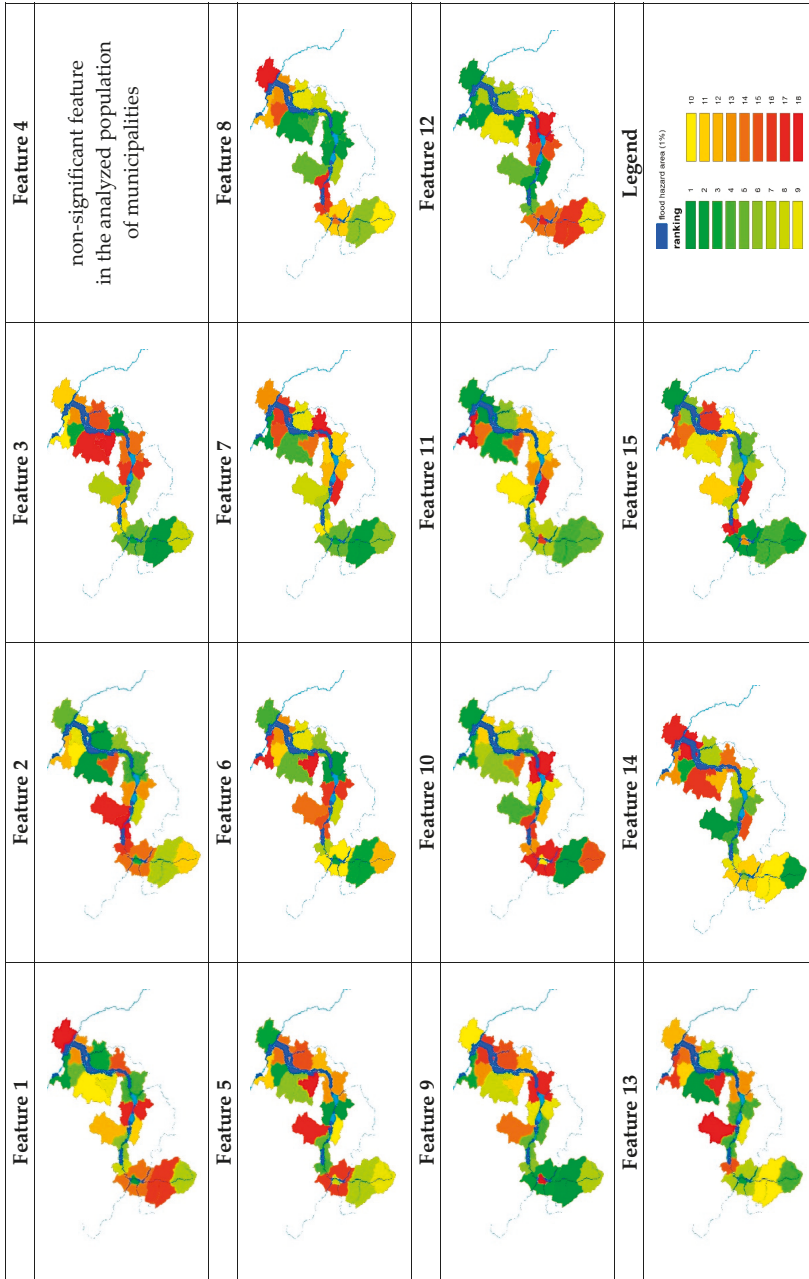 Feature 1
Feature 2
Feature 3
Feature 4
non-significant feature
in the analyzed population
of municipalities
Feature 5
Feature 6
Feature 7
Feature 8
Feature 9
Feature 10
Feature 11
Feature 12
Feature 13
Feature 14
Feature 15
Legend
flood hazard area (1%)
ranking
1
2
3
4
5
6
7
8
9
10
11
12
13
14
15
16
17
18